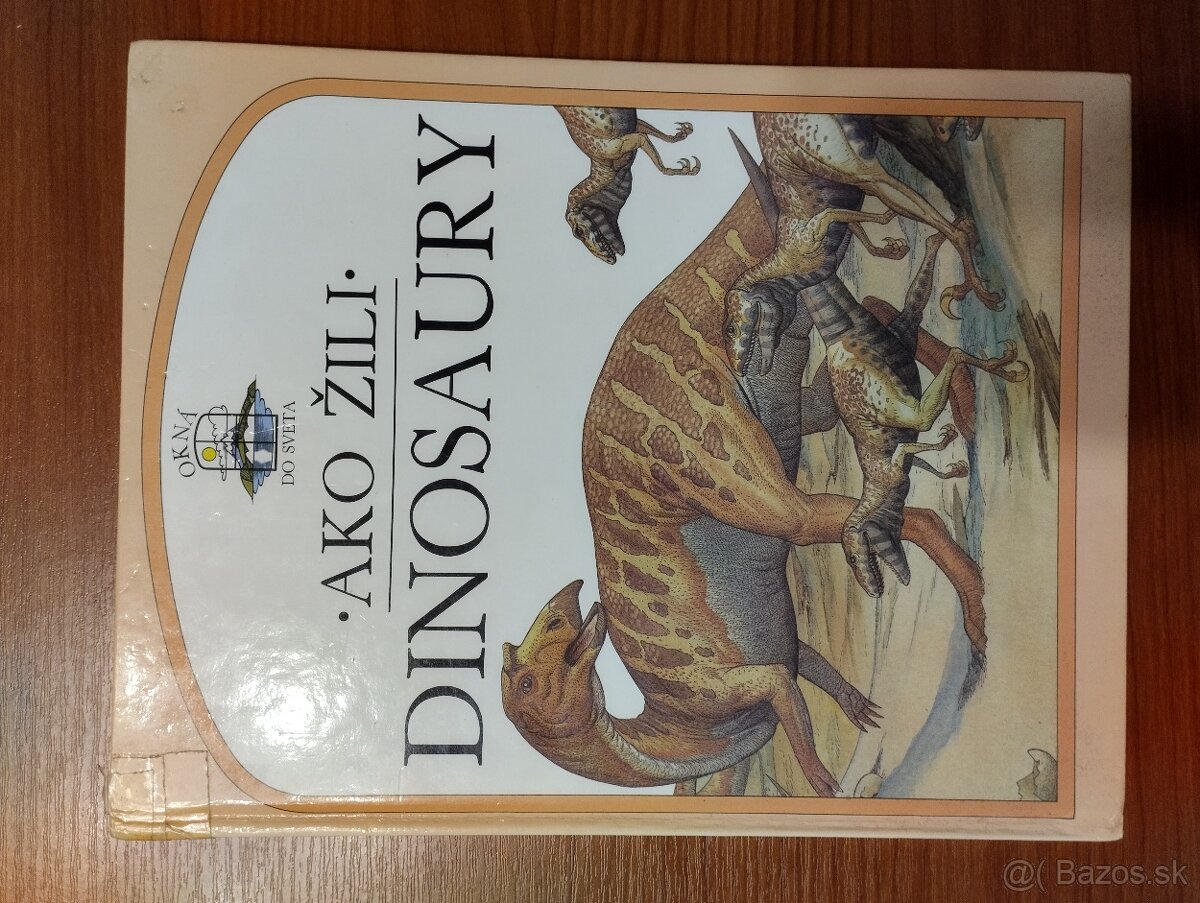 OKNÁ
DO SVETA
·AKO ŽILI·
DINOSAURY
@( Bazos.sk